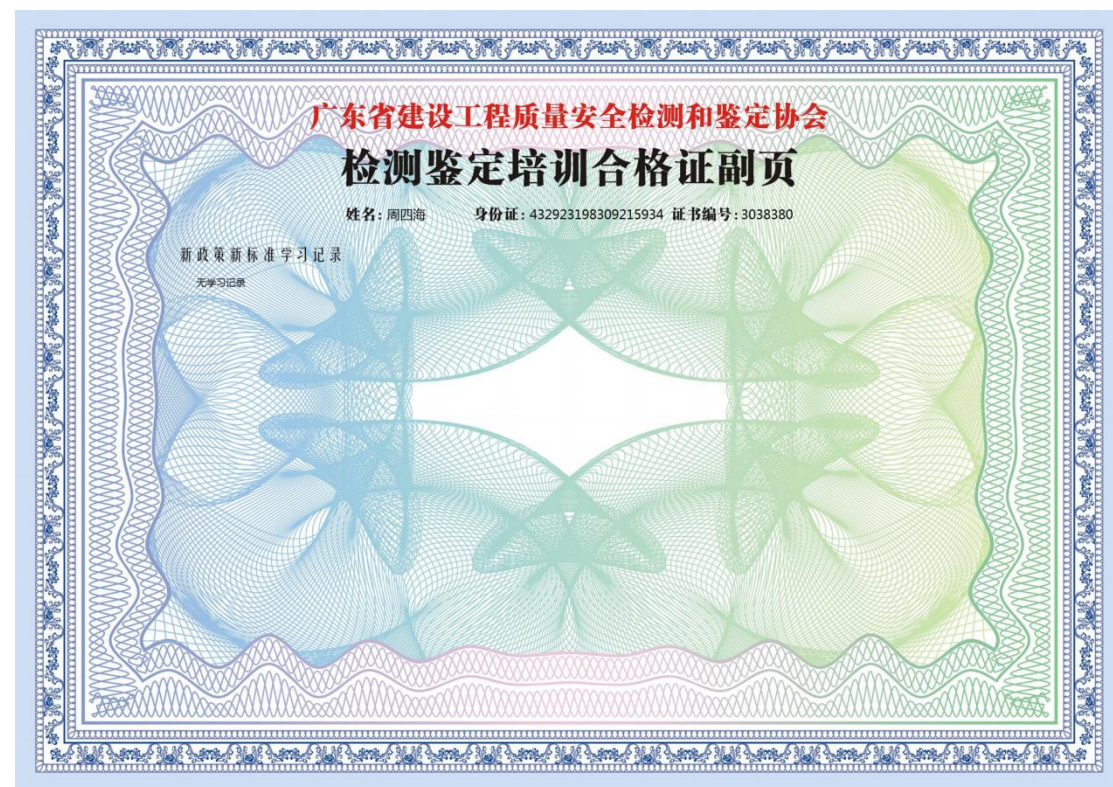 广东省建设工程质量安全检测和鉴定协会
检测鉴定培训合格证副页
姓名: 周四海 身份证: 432923198309215934 证书编号: 3038380
新政策新标准学习记录
无学习记录